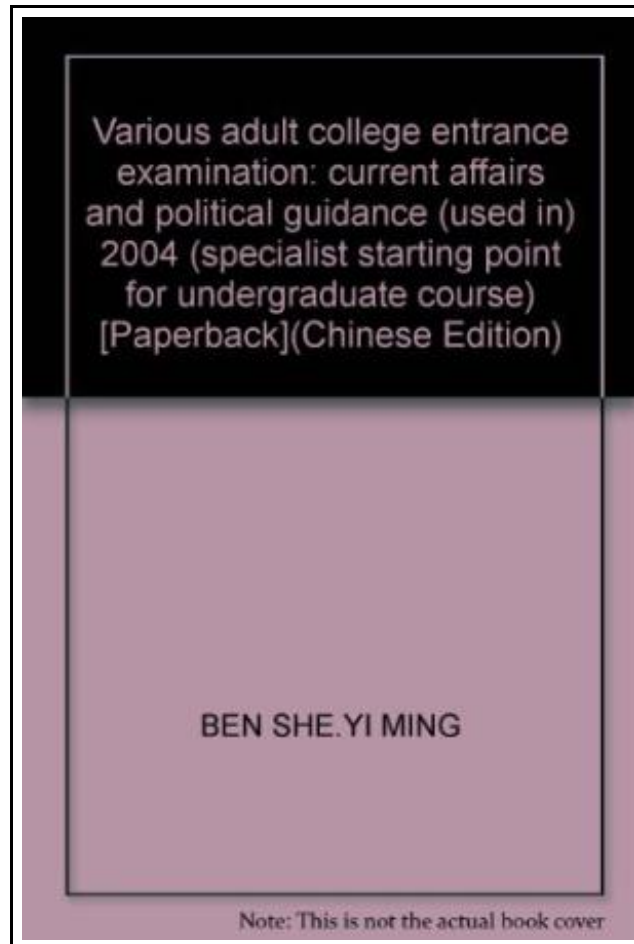 Various adult college entrance
examination: current affairs
and political guidance (used in)
2004 (specialist starting point
for undergraduate course)
[Paperback](Chinese Edition)
BEN SHE.YI MING
Note: This is not the actual book cover